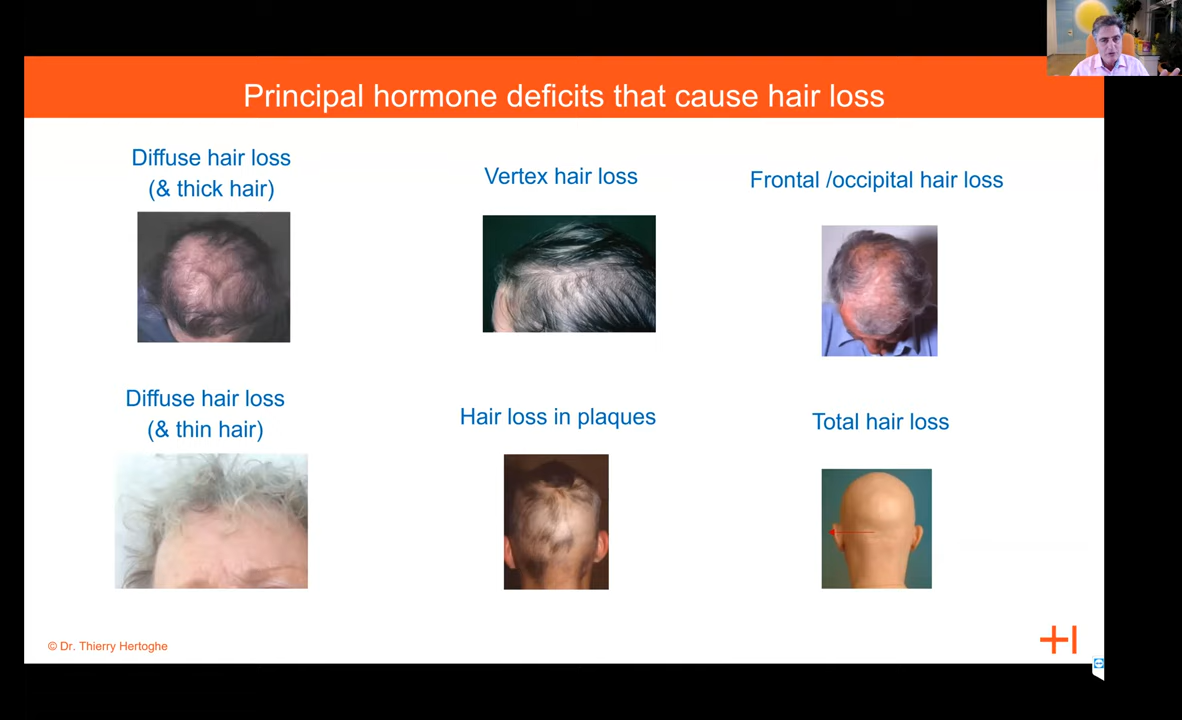 Principal hormone deficits that cause hair loss
Diffuse hair loss
(& thick hair)
Vertex hair loss
Frontal /occipital hair loss
Diffuse hair loss
(& thin hair)
Hair loss in plaques
Total hair loss
© Dr. Thierry Hertoghe